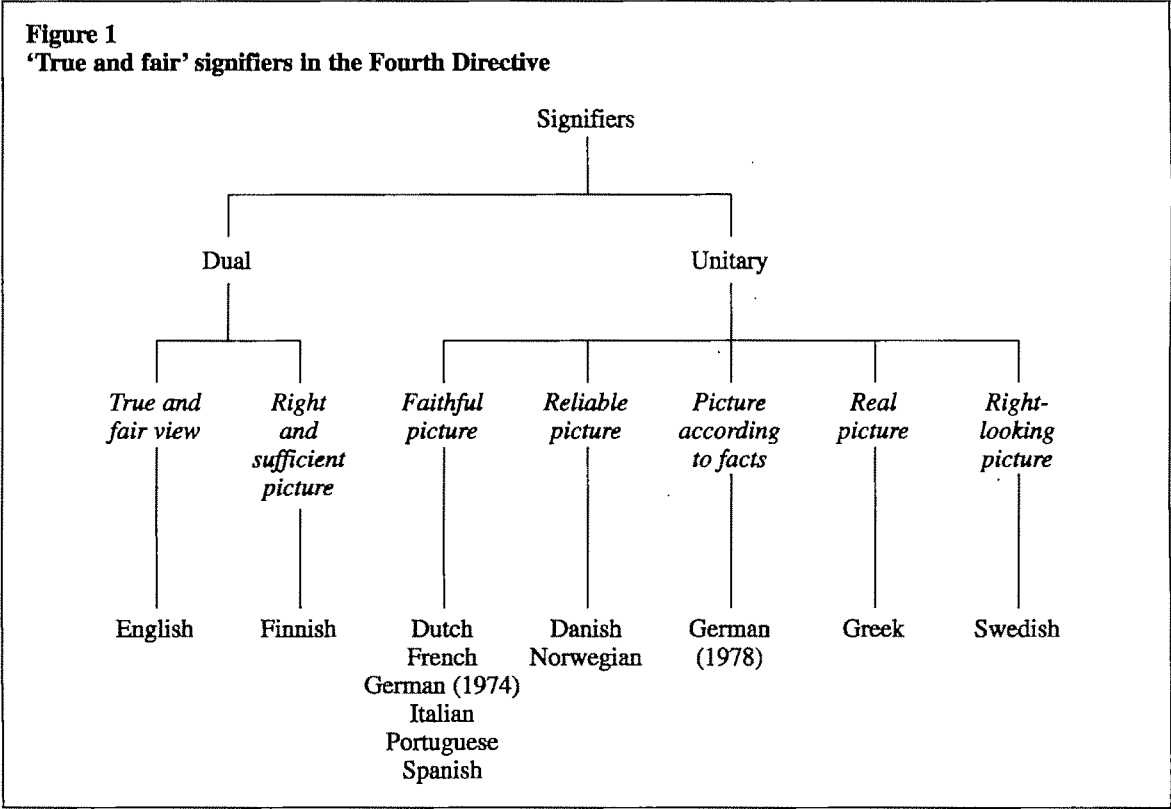 Figure 1
'True and fair' signifiers in the Fourth Directive
Signifiers
Dual
Unitary
True and
fair view
Right
and
sufficient
picture
Faithful
picture
Reliable
picture
Picture
according
to facts
Real
picture
Right-
looking
picture
English
Finnish
Dutch
French
German (1974)
Italian
Portuguese
Spanish
Danish
Norwegian
German
(1978)
Greek
Swedish